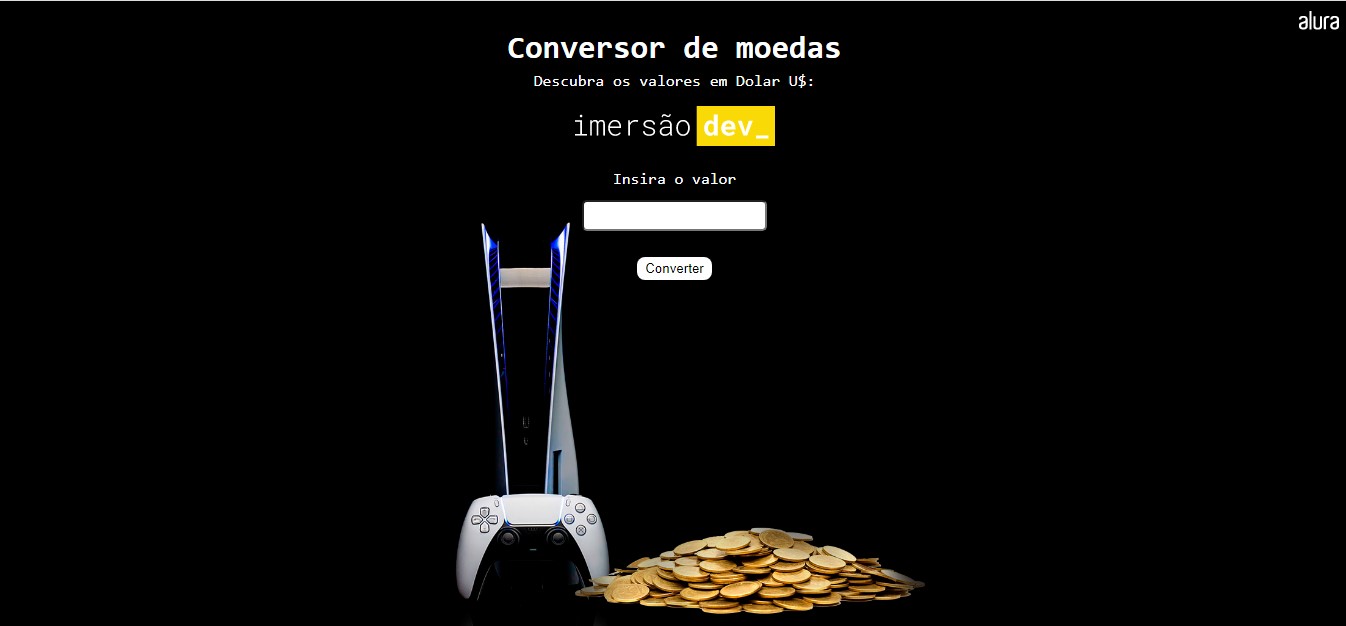 alura
Conversor de moedas
Descubra os valores em Dolar U$:
imersão dev_
Insira o valor
Converter